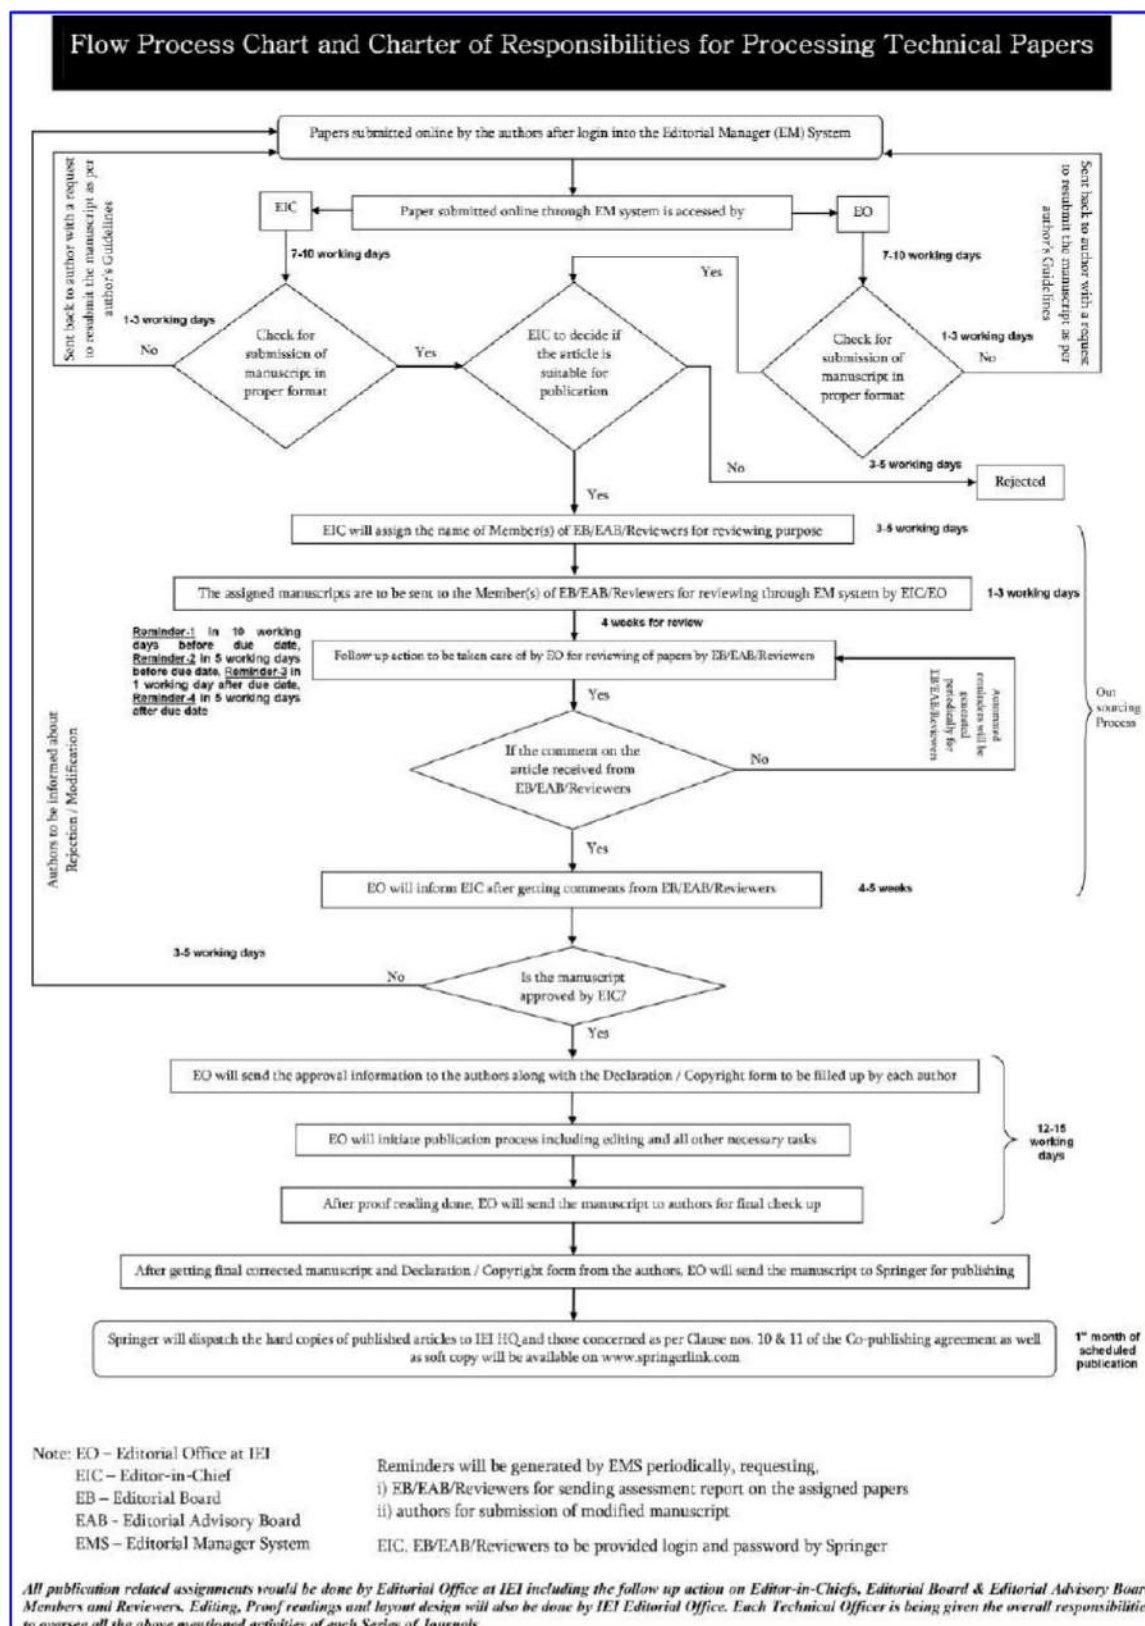 Flow Process Chart and Charter of Responsibilities for Processing Technical Papers
Papers submitted online by the authors after login into the Editorial Manager (EM) System
Sent back to author with a request
to resubmit the manuscript as per
author's Guidelines
EIC
Paper submitted online through EM system is accessed by
EO
Sent back to author with a request
to resubmit the manuscript as per
author's Guidelines
7-10 working days
7-10 working days
Yes
1-3 working days
No
Check for
submission of
manuscript in
proper format
Yes
EIC to decide if
the article is
suitable for
publication
Check for
submission of
manuscript in
proper format
1-3 working days
No
No
3-5 working days
Rejected
Yes
EIC will assign the name of Member(s) of EB/EAB/Reviewers for reviewing purpose
3-5 working days
The assigned manuscripts are to be sent to the Member(s) of EB/EAB/Reviewers for reviewing through EM system by EIC/EO
1-3 working days
4 weeks for review
Reminder-1 in 10 working
days before due date,
Reminder-2 in 5 working days
before due date, Reminder-3 in
1 working day after due date,
Reminder-4 in 5 working days
after due date
Follow up action to be taken care of by EO for reviewing of papers by EB/EAB/Reviewers
Yes
Automated
reminders will be
generated
periodically for
EB/EAB/Reviewers
Out
sourcing
Process
If the comment on the
article received from
EB/EAB/Reviewers
No
Authors to be informed about
Rejection / Modification
Yes
EO will inform EIC after getting comments from EB/EAB/Reviewers
4-5 weeks
3-5 working days
No
Is the manuscript
approved by EIC?
Yes
EO will send the approval information to the authors along with the Declaration / Copyright form to be filled up by each author
EO will initiate publication process including editing and all other necessary tasks
12-15
working
days
After proof reading done, EO will send the manuscript to authors for final check up
After getting final corrected manuscript and Declaration / Copyright form from the authors, EO will send the manuscript to Springer for publishing
Springer will dispatch the hard copies of published articles to IEI HQ and those concerned as per Clause nos. 10 & 11 of the Co-publishing agreement as well
as soft copy will be available on www.springerlink.com
1st month of
scheduled
publication
Note: EO – Editorial Office at IEI
EIC – Editor-in-Chief
EB – Editorial Board
EAB - Editorial Advisory Board
EMS – Editorial Manager System
Reminders will be generated by EMS periodically, requesting,
i) EB/EAB/Reviewers for sending assessment report on the assigned papers
ii) authors for submission of modified manuscript
EIC, EB/EAB/Reviewers to be provided login and password by Springer
All publication related assignments would be done by Editorial Office at IEI including the follow up action on Editor-in-Chiefs, Editorial Board & Editorial Advisory Boar
Members and Reviewers. Editing, Proof readings and layout design will also be done by IEI Editorial Office. Each Technical Officer is being given the overall responsibilitie
to oversee all the above mentioned activities of each Series of Journals